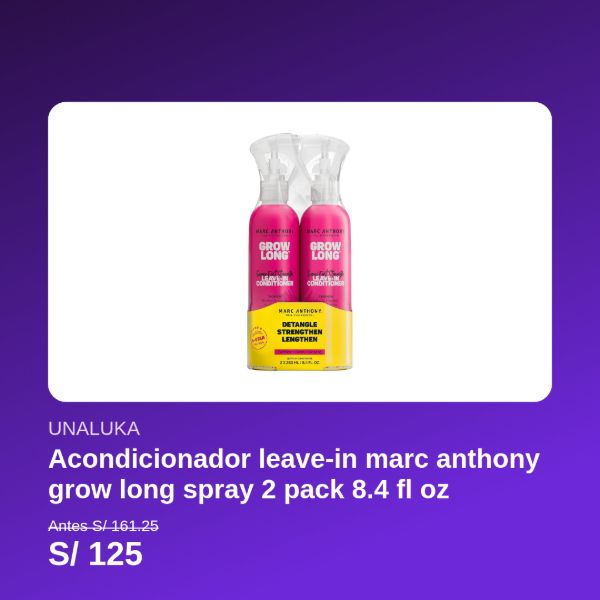 MARC ANTHONY
GROW
LONG
LEAVE-IN
CONDITIONER
MARC ANTHONY
GROW
LONG
LEAVE-IN
CONDITIONER
MARC ANTHONY
DETANGLE
STRENGTHEN
LENGTHEN
UNALUKA
Acondicionador leave-in marc anthony
grow long spray 2 pack 8.4 fl oz
Antes S/ 161.25
S/ 125